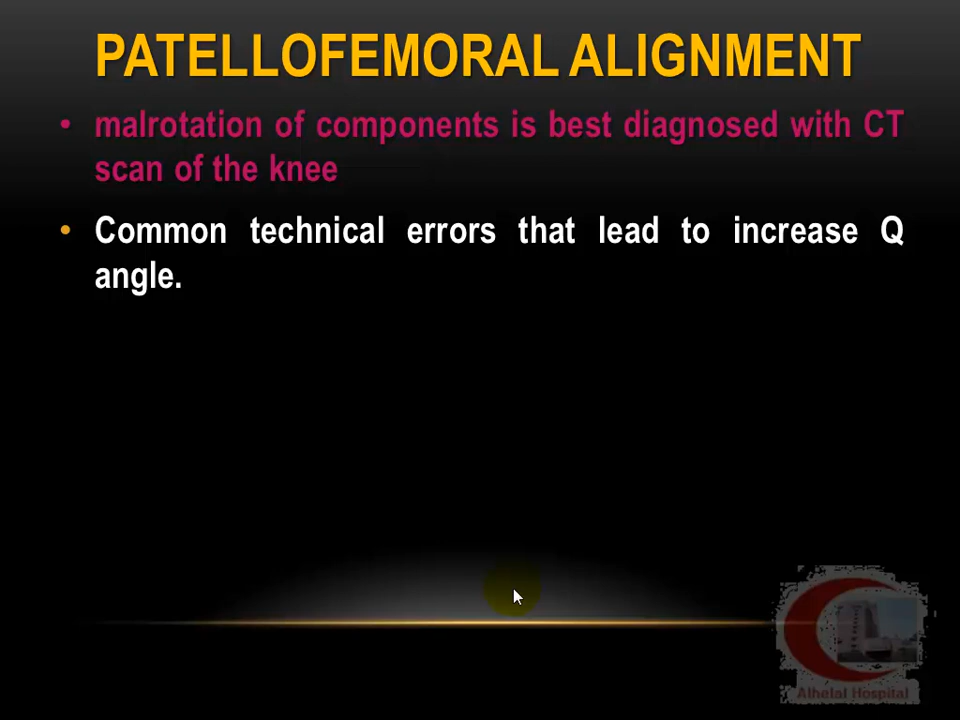 PATELLOFEMORAL ALIGNMENT
• malrotation of components is best diagnosed with CT
scan of the knee
• Common technical errors that lead to increase Q
angle.
Alhelal Hospital